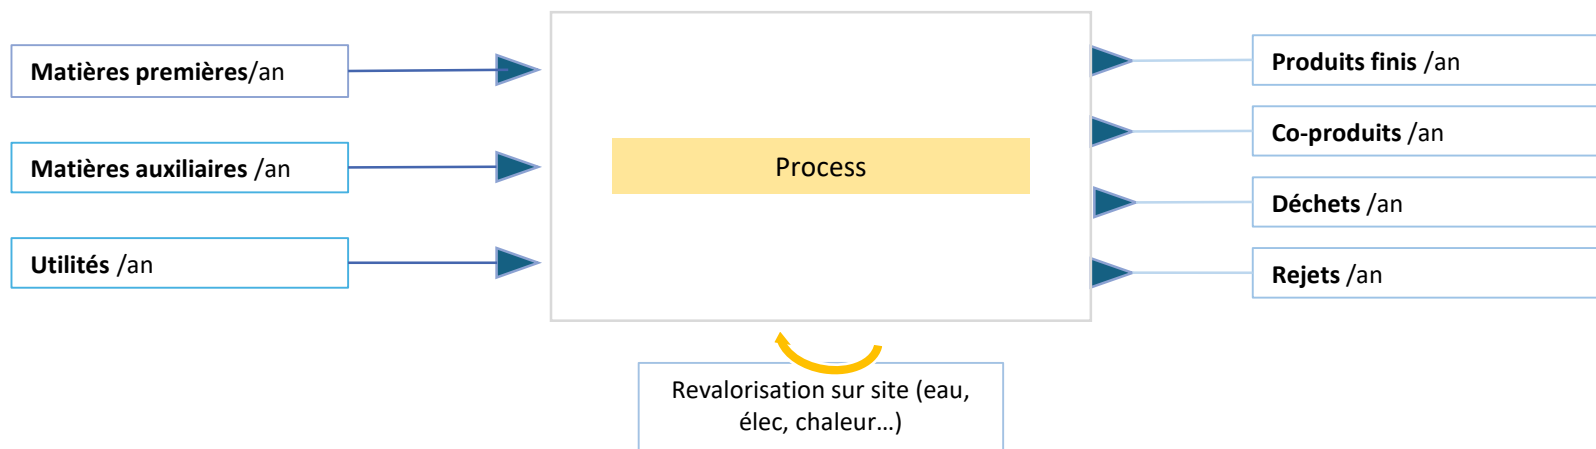 Matières premières/an
Matières auxiliaires /an
Utilités /an
Process
Produits finis /an
Co-produits /an
Déchets /an
Rejets /an
Revalorisation sur site (eau,
élec, chaleur…)